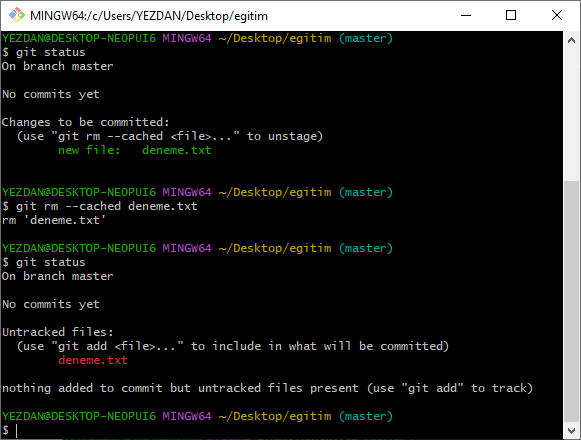 MINGW64:/c/Users/YEZDAN/Desktop/egitim
YEZDAN@DESKTOP-NEOPUI6 MINGW64 ~/Desktop/egitim (master)
$ git status
On branch master

No commits yet

Changes to be committed:
  (use "git rm --cached <file>..." to unstage)
        new file:   deneme.txt

YEZDAN@DESKTOP-NEOPUI6 MINGW64 ~/Desktop/egitim (master)
$ git rm --cached deneme.txt
rm 'deneme.txt'

YEZDAN@DESKTOP-NEOPUI6 MINGW64 ~/Desktop/egitim (master)
$ git status
On branch master

No commits yet

Untracked files:
  (use "git add <file>..." to include in what will be committed)
        deneme.txt

nothing added to commit but untracked files present (use "git add" to track)

YEZDAN@DESKTOP-NEOPUI6 MINGW64 ~/Desktop/egitim (master)
$